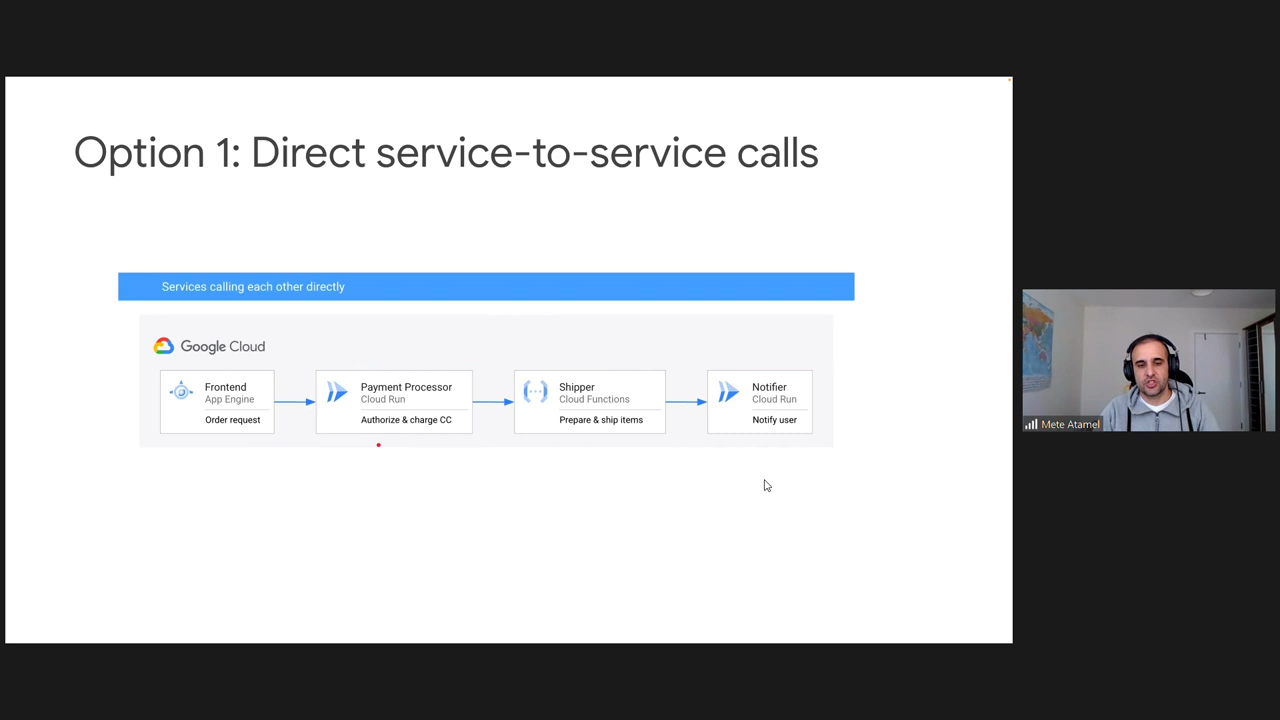 Option 1: Direct service-to-service calls
Services calling each other directly
Google Cloud
Frontend
App Engine
Order request
Payment Processor
Cloud Run
Authorize & charge CC
Shipper
Cloud Functions
Prepare & ship items
Notifier
Cloud Run
Notify user
Mete Atamel